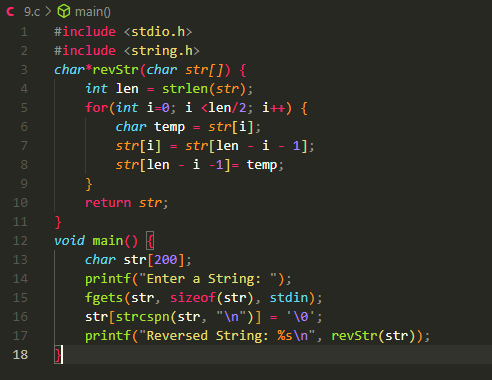 C 9.c > main()
1 #include <stdio.h>
2 #include <string.h>
3 char*revStr(char str[]) {
4     int len = strlen(str);
5     for(int i=0; i <len/2; i++) {
6         char temp = str[i];
7         str[i] = str[len - i - 1];
8         str[len - i -1]= temp;
9     }
10     return str;
11 }
12 void main() {
13     char str[200];
14     printf("Enter a String: ");
15     fgets(str, sizeof(str), stdin);
16     str[strcspn(str, "\n")] = '\0';
17     printf("Reversed String: %s\n", revStr(str));
18 }